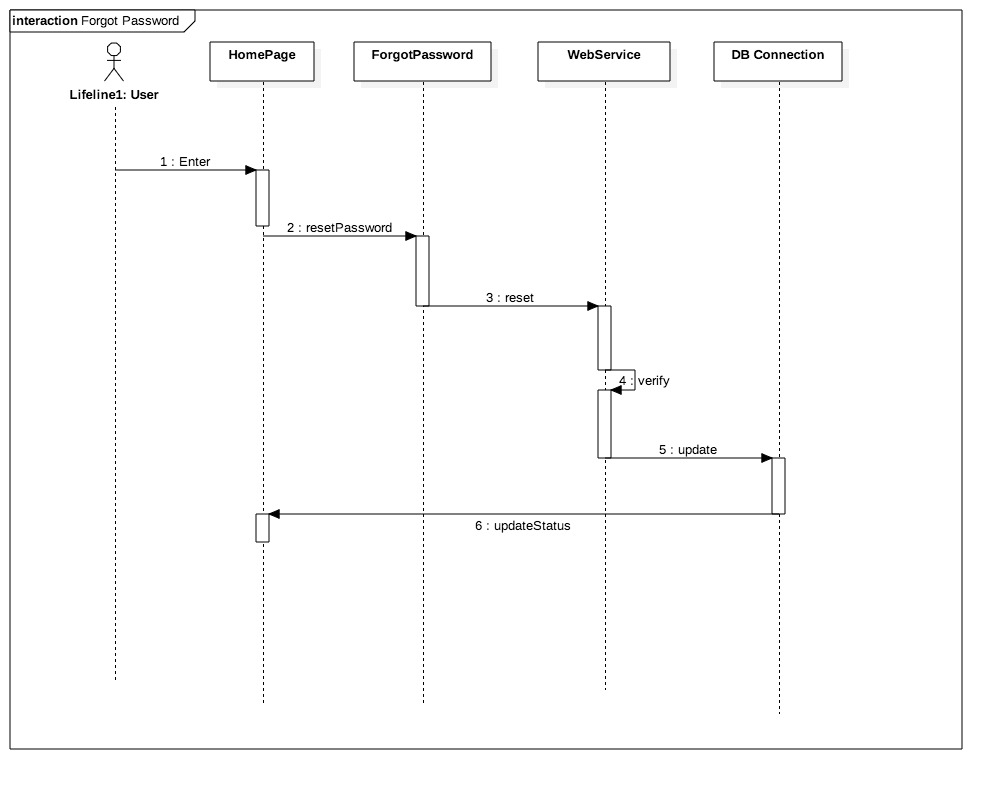 interaction Forgot Password
HomePage
ForgotPassword
WebService
DB Connection
Lifeline1: User
1 : Enter
2 : resetPassword
3 : reset
4 : verify
5 : update
6 : updateStatus